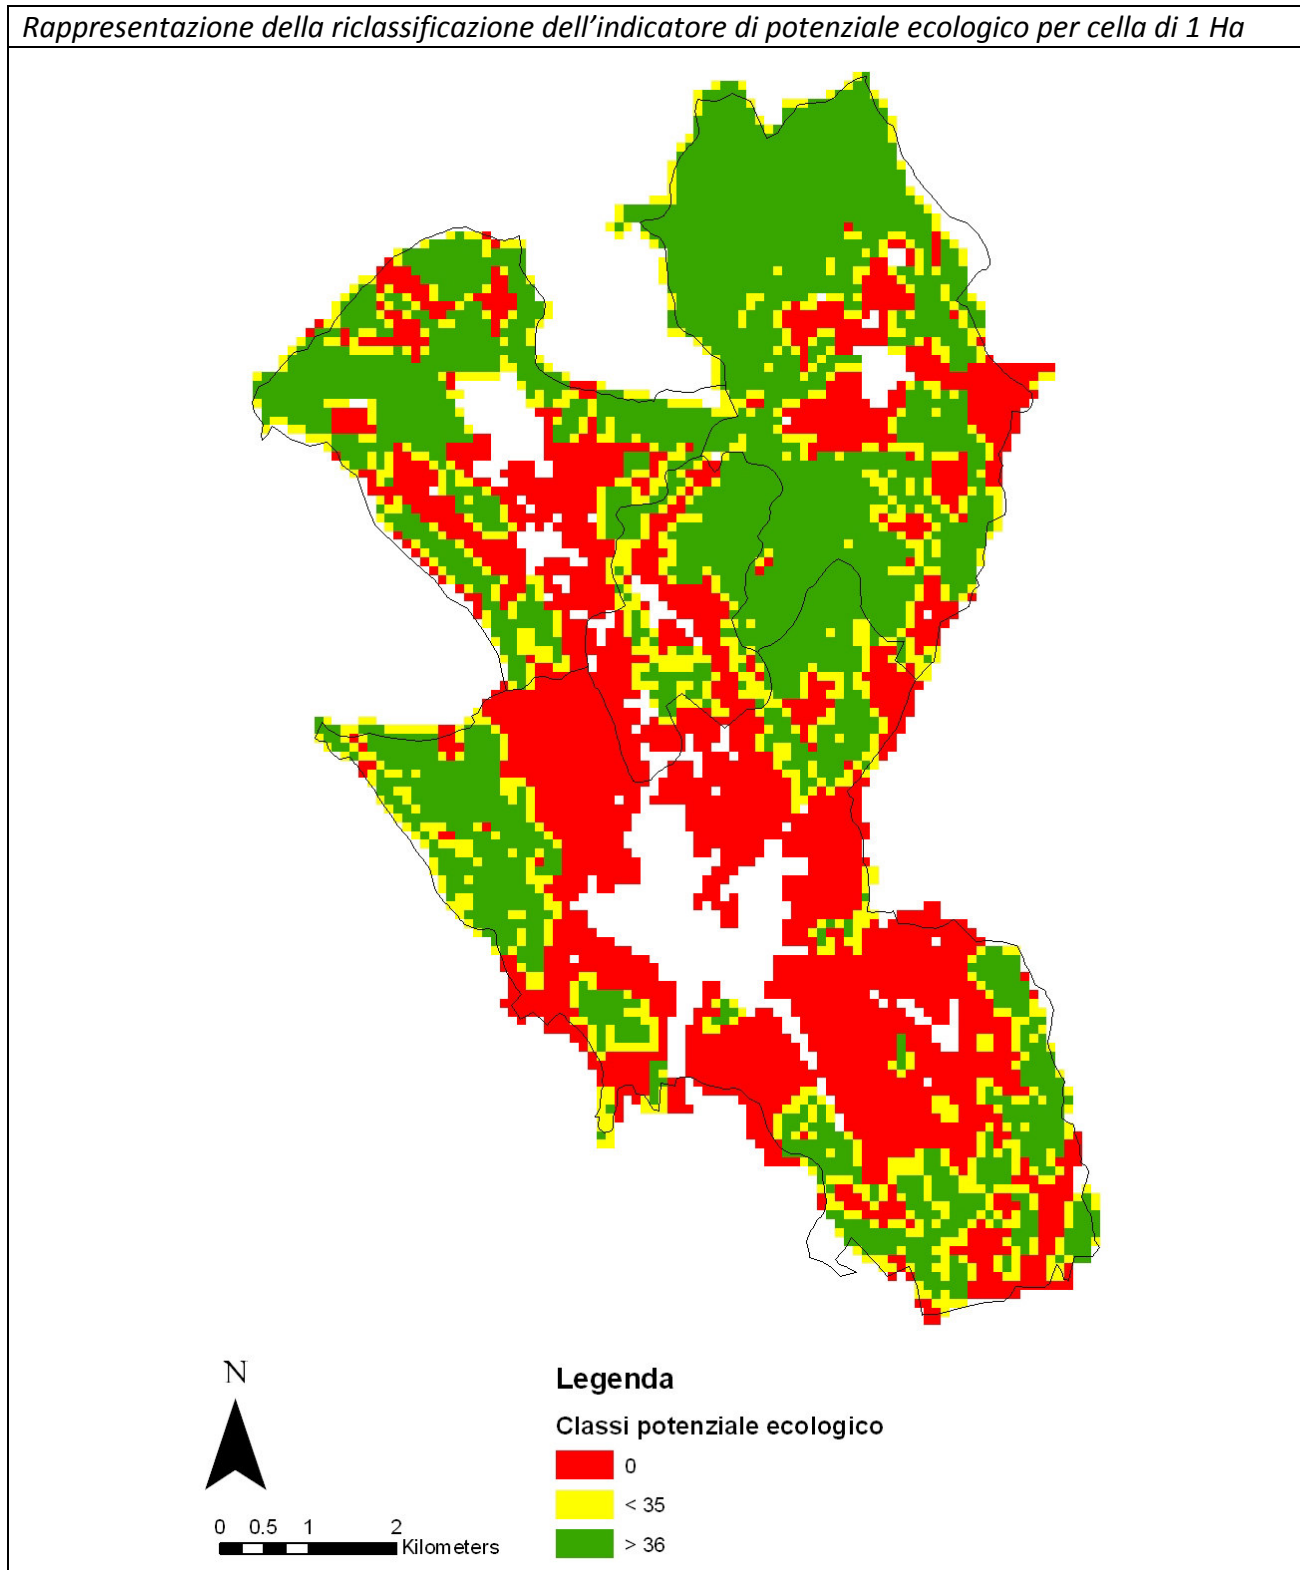 Rappresentazione della riclassificazione dell’indicatore di potenziale ecologico per cella di 1 Ha
N
0 0.5 1 2
Kilometers
Legenda
Classi potenziale ecologico
0
< 35
> 36